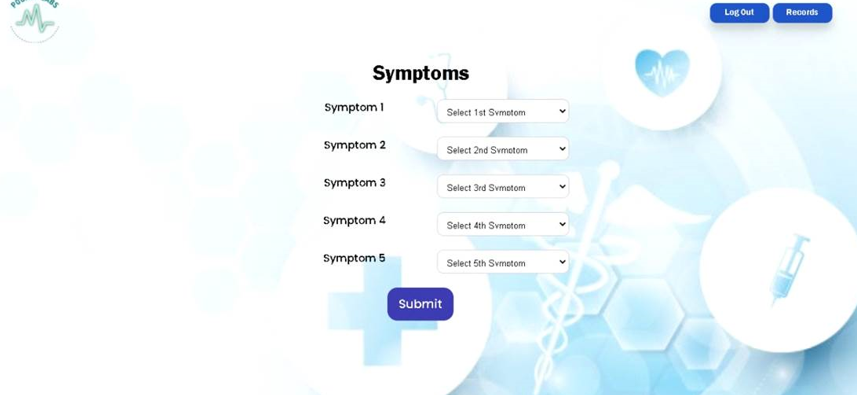 Log Out Records
Symptoms
Symptom 1 Select 1st Symptom
Symptom 2 Select 2nd Symptom
Symptom 3 Select 3rd Symptom
Symptom 4 Select 4th Symptom
Symptom 5 Select 5th Symptom
Submit